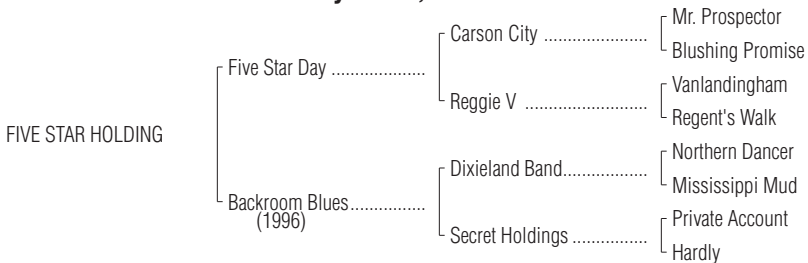 Mr. Prospector
Carson City ......................
Blushing Promise
Five Star Day ....................
Vanlandingham
Reggie V ..........................
Regent's Walk
FIVE STAR HOLDING
Northern Dancer
Dixieland Band..................
Mississippi Mud
Backroom Blues................
(1996)
Private Account
Secret Holdings ................
Hardly